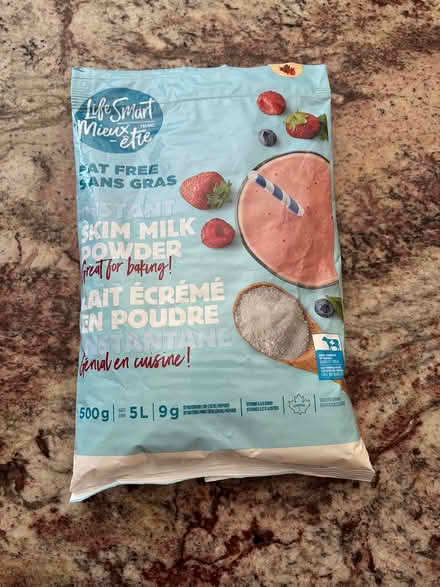 Life Smart
Mieux
être
FAT FREE
SANS GRAS
INSTANT
SKIM MILK
POWDER
Great for baking!
LAIT ÉCRÉMÉ
EN POUDRE
INSTANTANÉ
Génial en cuisine!
500g 5L 9g